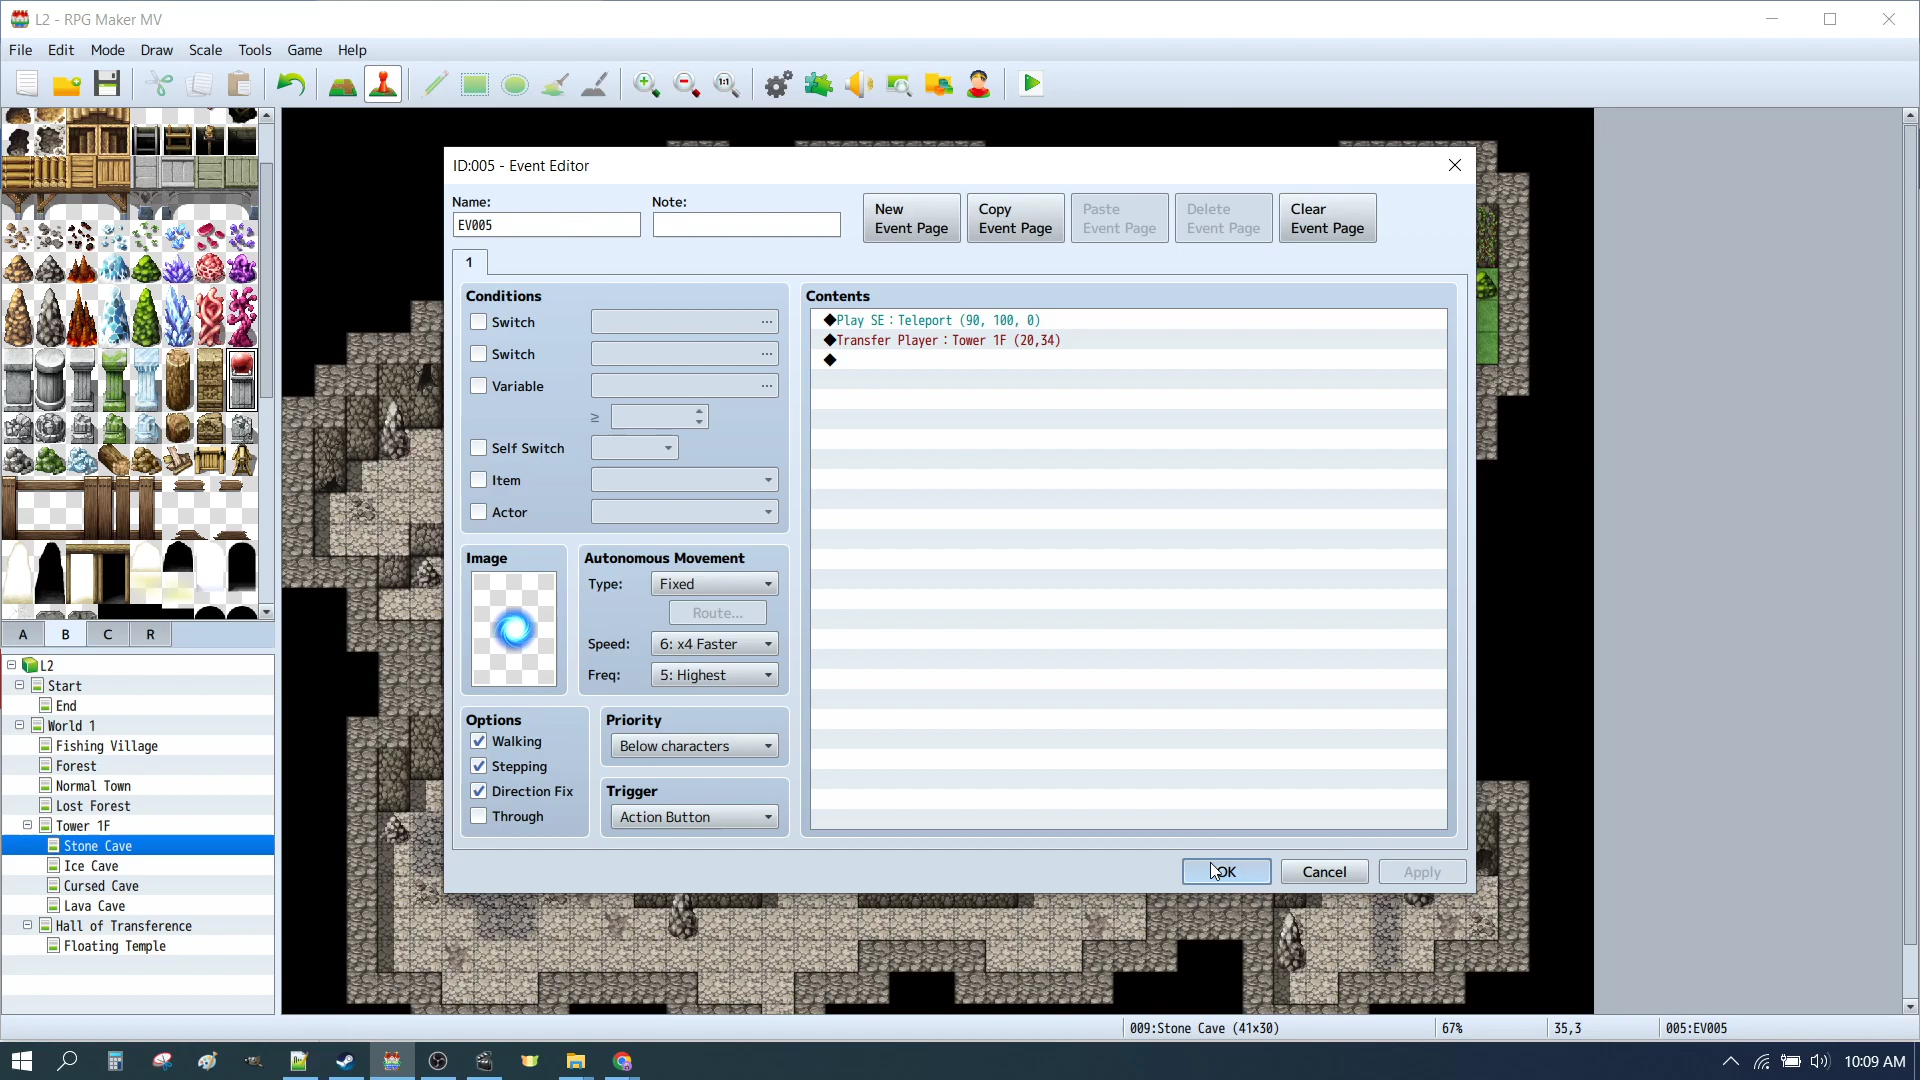 L2 - RPG Maker MV
File Edit Mode Draw Scale Tools Game Help
1:1
ID:005 - Event Editor
Name:
Note:
EV005
New Event Page
Copy Event Page
Paste Event Page
Delete Event Page
Clear Event Page
1
Conditions
Switch ...
Switch ...
Variable ...
≥
Self Switch
Item
Actor
Image
Autonomous Movement
Type: Fixed
Route...
Speed: 6: x4 Faster
Freq: 5: Highest
Options
Walking
Stepping
Direction Fix
Through
Priority
Below characters
Trigger
Action Button
Contents
◆Play SE：Teleport (90, 100, 0)
◆Transfer Player：Tower 1F (20,34)
◆
OK Cancel Apply
A B C R
L2
Start
End
World 1
Fishing Village
Forest
Normal Town
Lost Forest
Tower 1F
Stone Cave
Ice Cave
Cursed Cave
Lava Cave
Hall of Transference
Floating Temple
009:Stone Cave (41×30) 67% 35,3 005:EV005
10:09 AM